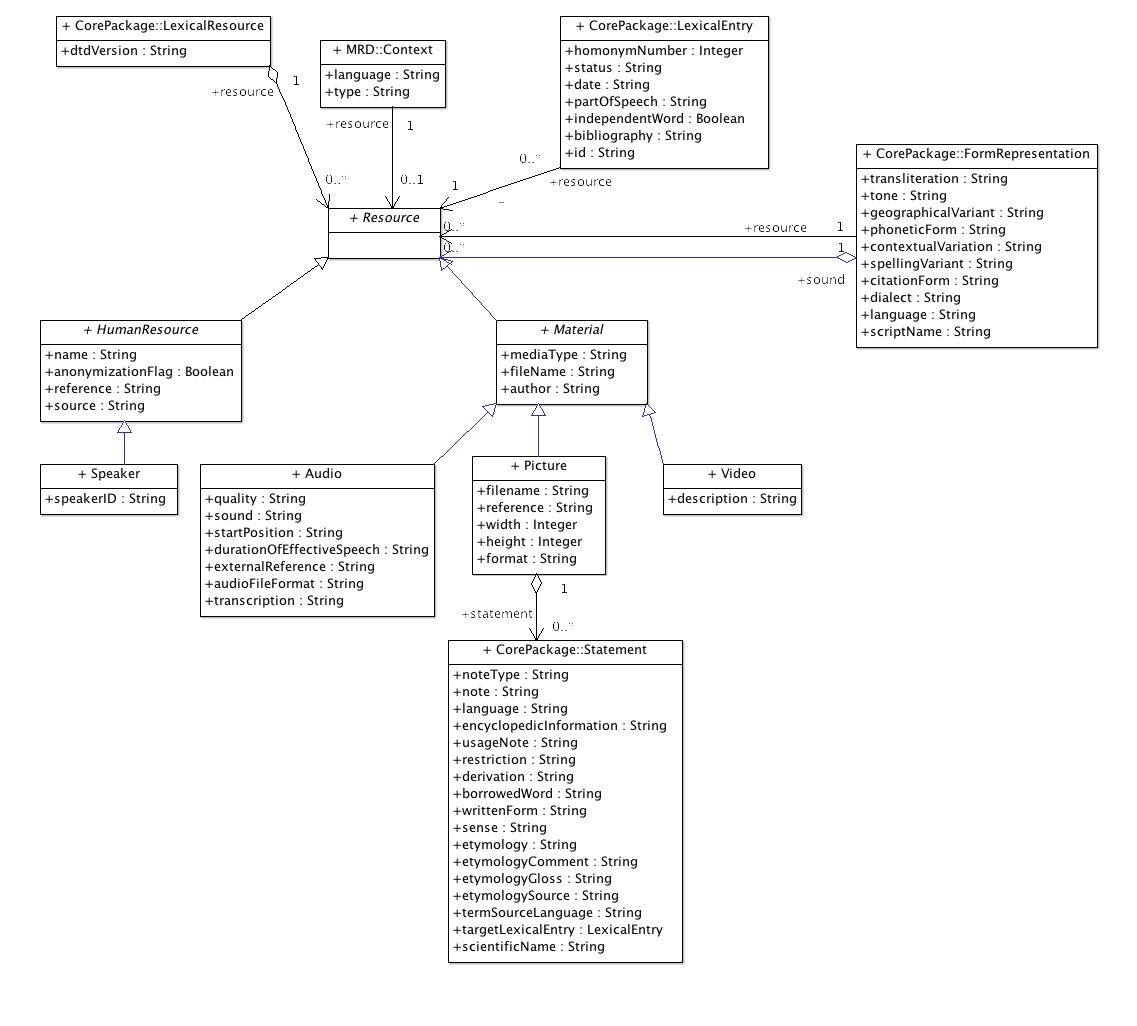 + CorePackage::LexicalResource
+dtdVersion : String
+ MRD::Context
+language : String
+type : String
+ CorePackage::LexicalEntry
+homonymNumber : Integer
+status : String
+date : String
+partOfSpeech : String
+independentWord : Boolean
+bibliography : String
+id : String
1
+resource
+resource
1
0..*
+resource
0..*
0..1
1
+ CorePackage::FormRepresentation
+transliteration : String
+tone : String
+geographicalVariant : String
+phoneticForm : String
+contextualVariation : String
+spellingVariant : String
+citationForm : String
+dialect : String
+language : String
+scriptName : String
+ Resource
0..*
+resource
1
0..*
1
+sound
+ HumanResource
+name : String
+anonymizationFlag : Boolean
+reference : String
+source : String
+ Material
+mediaType : String
+fileName : String
+author : String
+ Speaker
+speakerID : String
+ Audio
+quality : String
+sound : String
+startPosition : String
+durationOfEffectiveSpeech : String
+externalReference : String
+audioFileFormat : String
+transcription : String
+ Picture
+filename : String
+reference : String
+width : Integer
+height : Integer
+format : String
+ Video
+description : String
1
+statement
0..*
+ CorePackage::Statement
+noteType : String
+note : String
+language : String
+encyclopedicInformation : String
+usageNote : String
+restriction : String
+derivation : String
+borrowedWord : String
+writtenForm : String
+sense : String
+etymology : String
+etymologyComment : String
+etymologyGloss : String
+etymologySource : String
+termSourceLanguage : String
+targetLexicalEntry : LexicalEntry
+scientificName : String